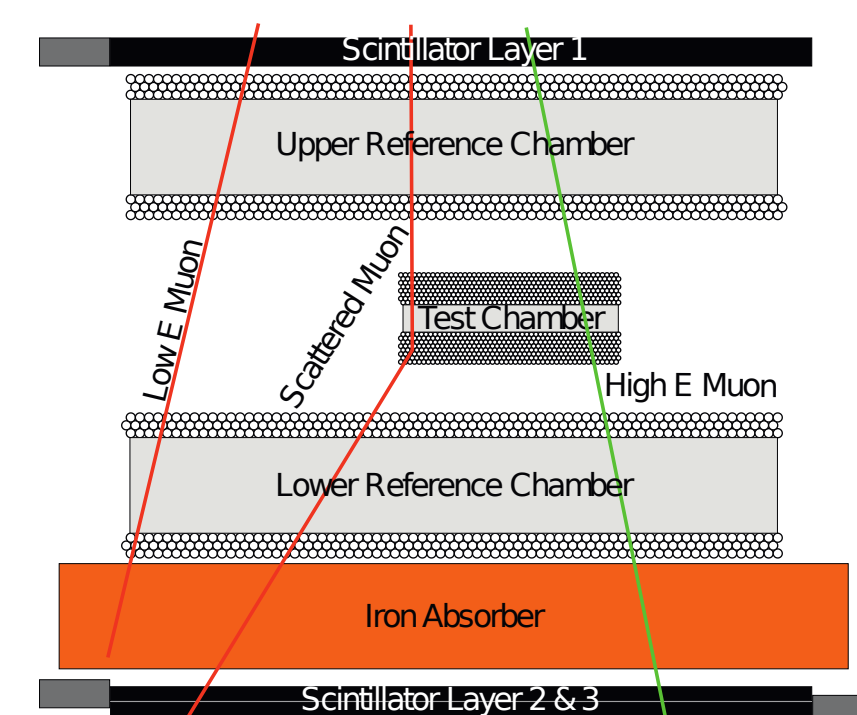 Scintillator Layer 1
Upper Reference Chamber
Low E Muon
Scattered Muon
Test Chamber
High E Muon
Lower Reference Chamber
Iron Absorber
Scintillator Layer 2 & 3